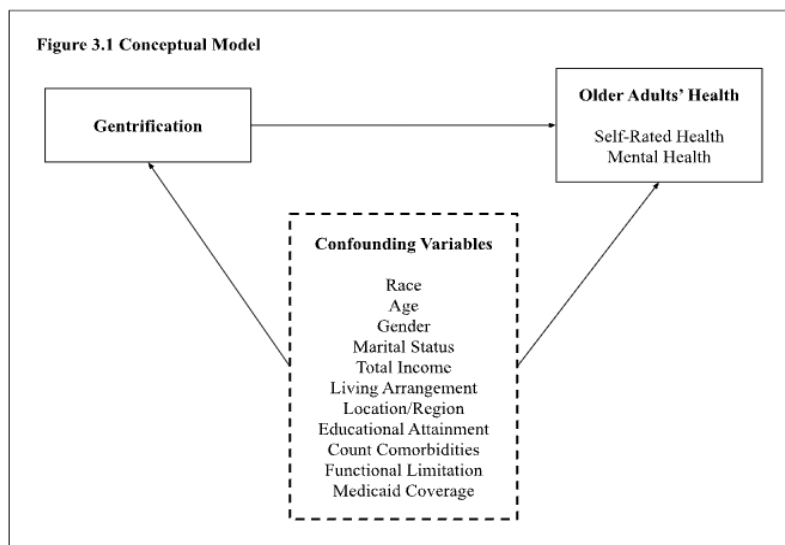 Figure 3.1 Conceptual Model
Gentrification
Older Adults' Health
Self-Rated Health
Mental Health
Confounding Variables
Race
Age
Gender
Marital Status
Total Income
Living Arrangement
Location/Region
Educational Attainment
Count Comorbidities
Functional Limitation
Medicaid Coverage